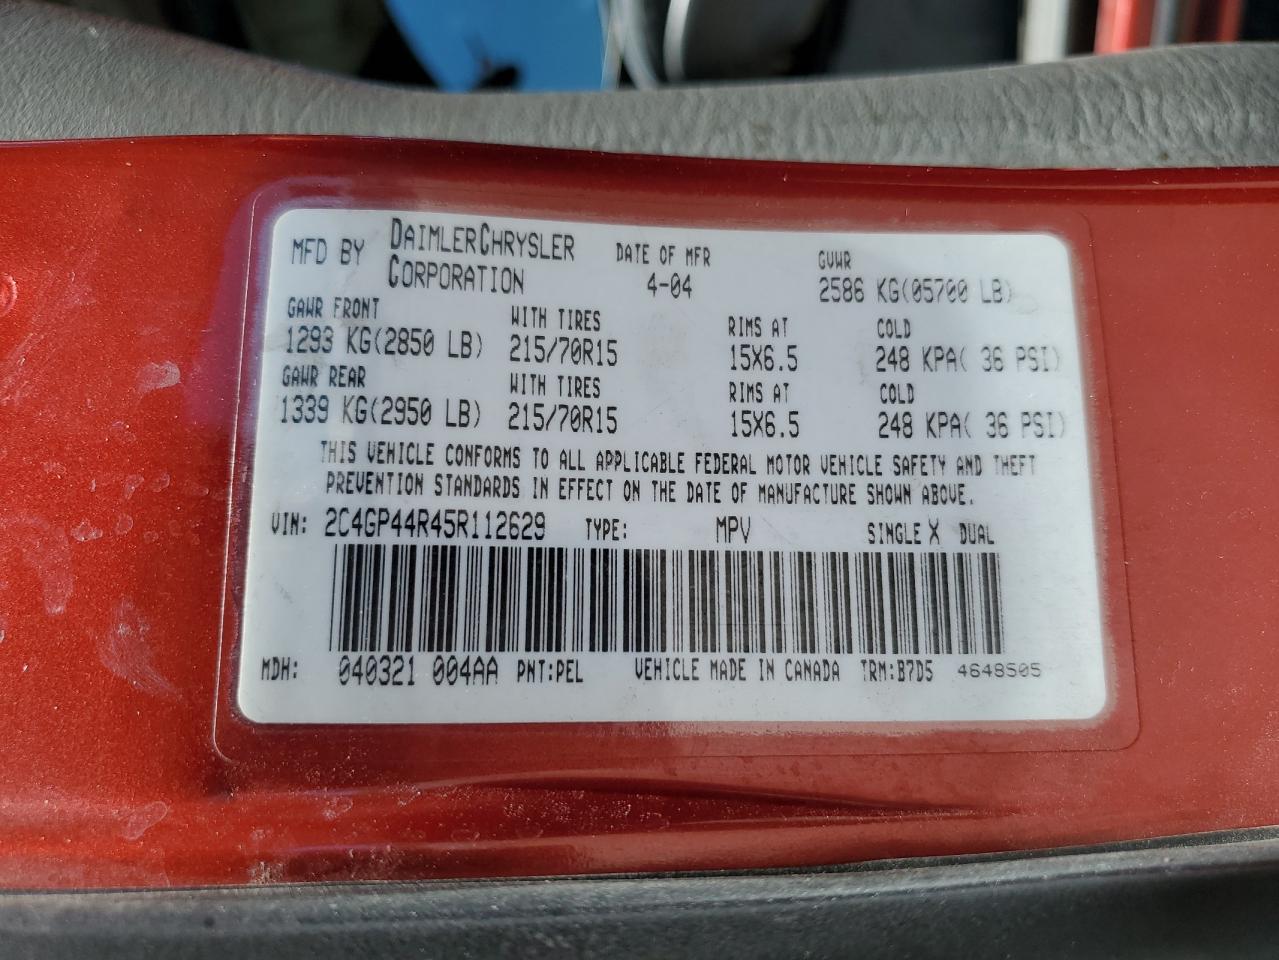 MFD BY DAIMLERCHRYSLER CORPORATION DATE OF MFR 4-04 GVWR 2586 KG(05700 LB)
GAWR FRONT WITH TIRES RIMS AT COLD
1293 KG(2850 LB) 215/70R15 15X6.5 248 KPA( 36 PSI)
GAWR REAR WITH TIRES RIMS AT COLD
1339 KG(2950 LB) 215/70R15 15X6.5 248 KPA( 36 PSI)
THIS VEHICLE CONFORMS TO ALL APPLICABLE FEDERAL MOTOR VEHICLE SAFETY AND THEFT
PREVENTION STANDARDS IN EFFECT ON THE DATE OF MANUFACTURE SHOWN ABOVE.
VIN: 2C4GP44R45R112629 TYPE: MPV SINGLE X DUAL
MDH: 040321 004AA PNT:PEL VEHICLE MADE IN CANADA TRM:B7D5 4648505